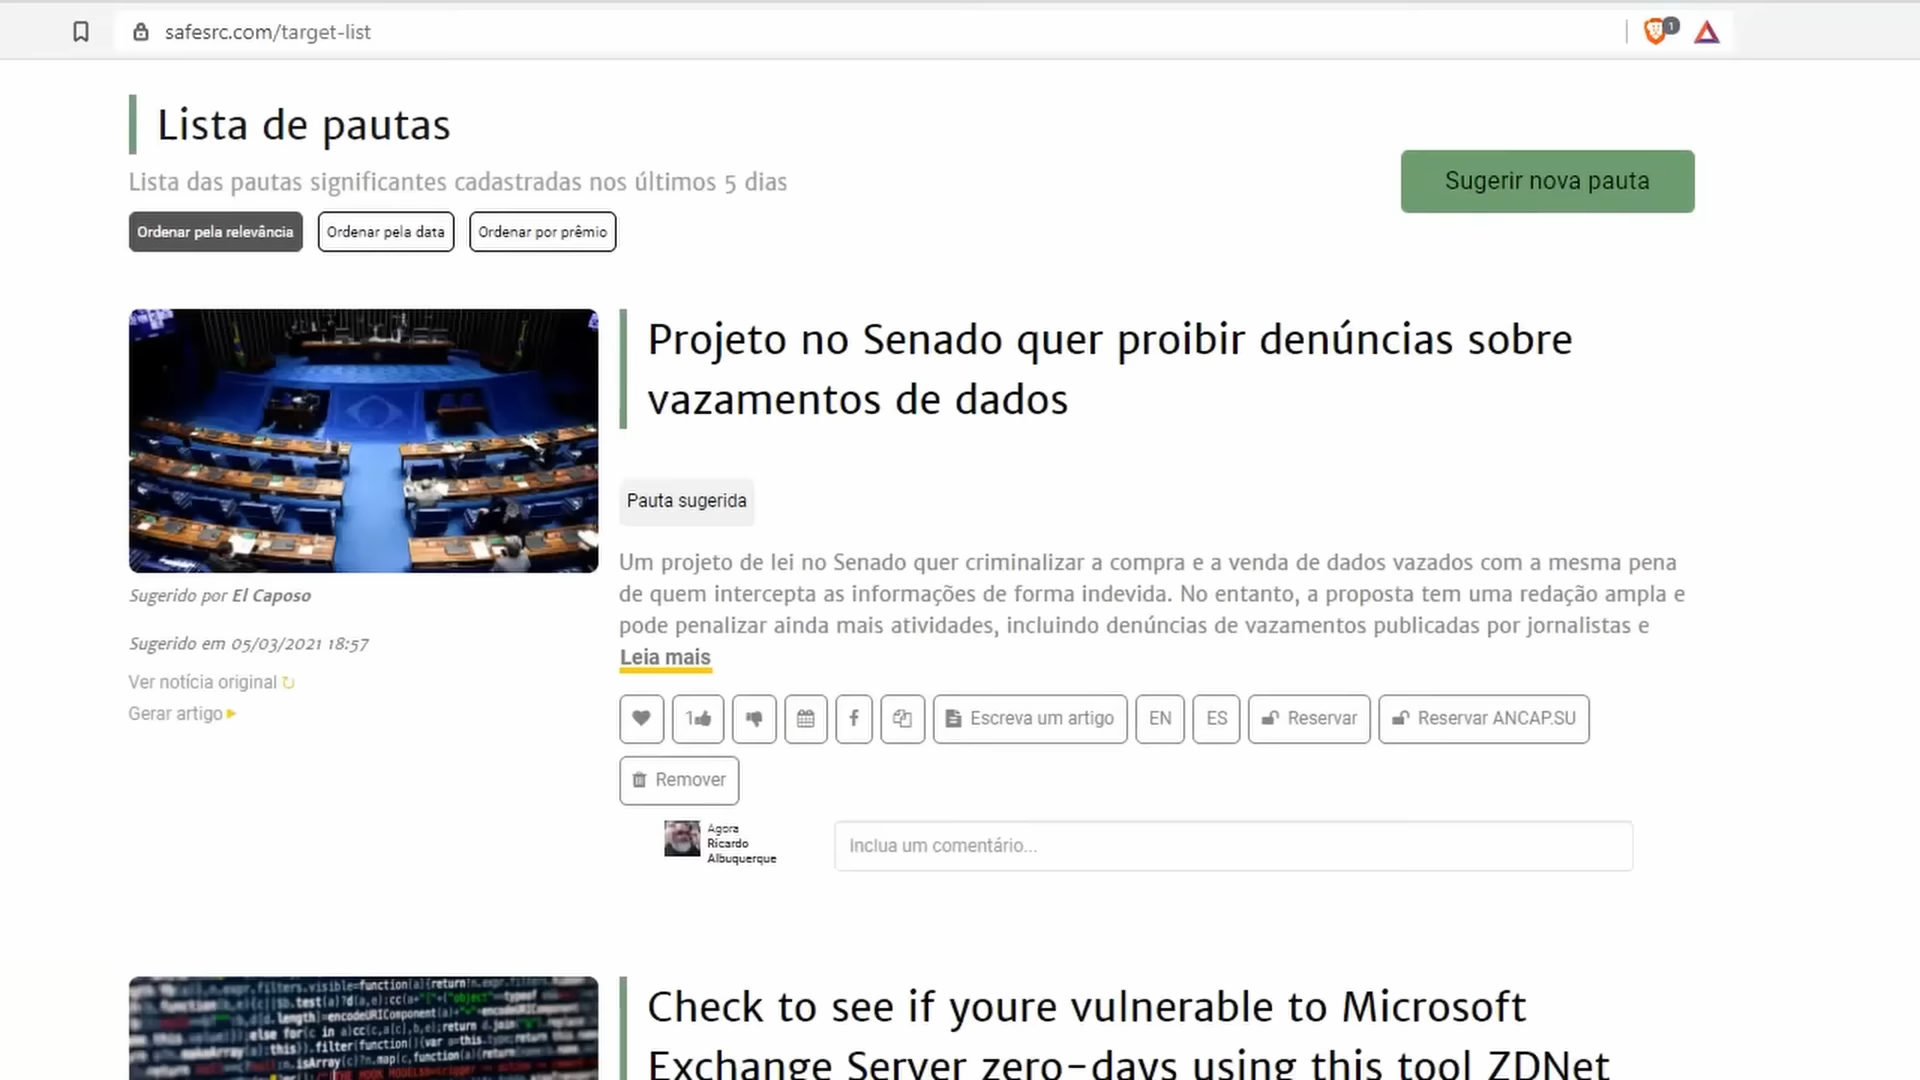 safesrc.com/target-list
1
Lista de pautas
Lista das pautas significantes cadastradas nos últimos 5 dias
Sugerir nova pauta
Ordenar pela relevância
Ordenar pela data
Ordenar por prêmio
Projeto no Senado quer proibir denúncias sobre
vazamentos de dados
Pauta sugerida
Um projeto de lei no Senado quer criminalizar a compra e a venda de dados vazados com a mesma pena
de quem intercepta as informações de forma indevida. No entanto, a proposta tem uma redação ampla e
pode penalizar ainda mais atividades, incluindo denúncias de vazamentos publicadas por jornalistas e
Leia mais
Sugerido por El Caposo
Sugerido em 05/03/2021 18:57
Ver notícia original
Gerar artigo
1
Escreva um artigo
EN
ES
Reservar
Reservar ANCAP.SU
Remover
Agora
Ricardo
Albuquerque
Inclua um comentário...
Check to see if youre vulnerable to Microsoft
Exchange Server zero-days using this tool ZDNet